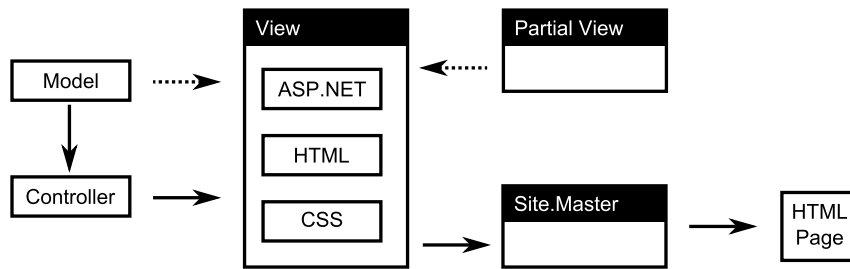 View
Partial View
Model
ASP.NET
HTML
Controller
CSS
Site.Master
HTML
Page